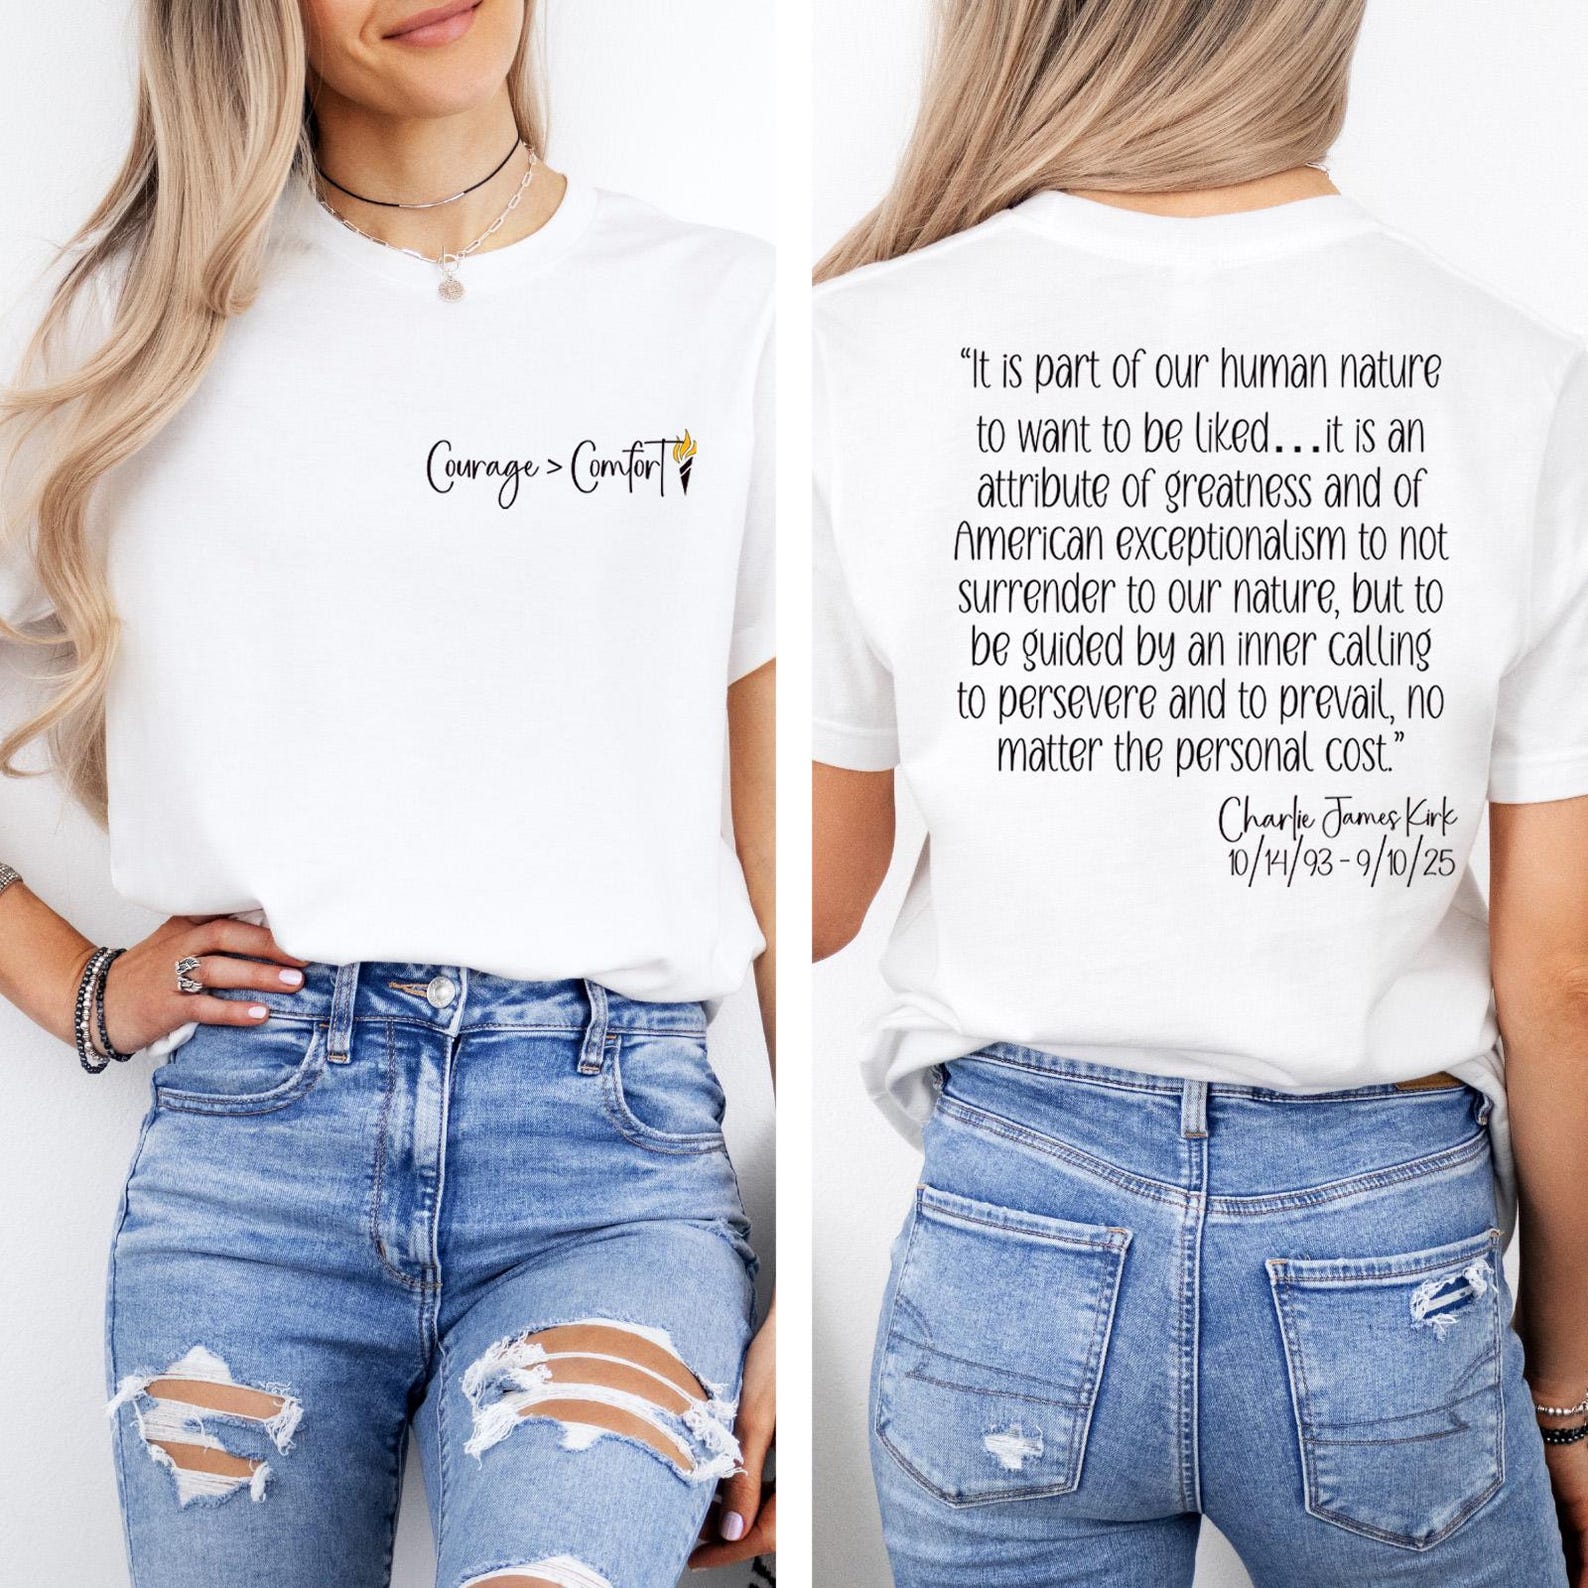 Courage > Comfort
“It is part of our human nature
to want to be liked...it is an
attribute of greatness and of
American exceptionalism to not
surrender to our nature, but to
be guided by an inner calling
to persevere and to prevail, no
matter the personal cost.”
Charlie James Kirk
10/14/93 - 9/10/25